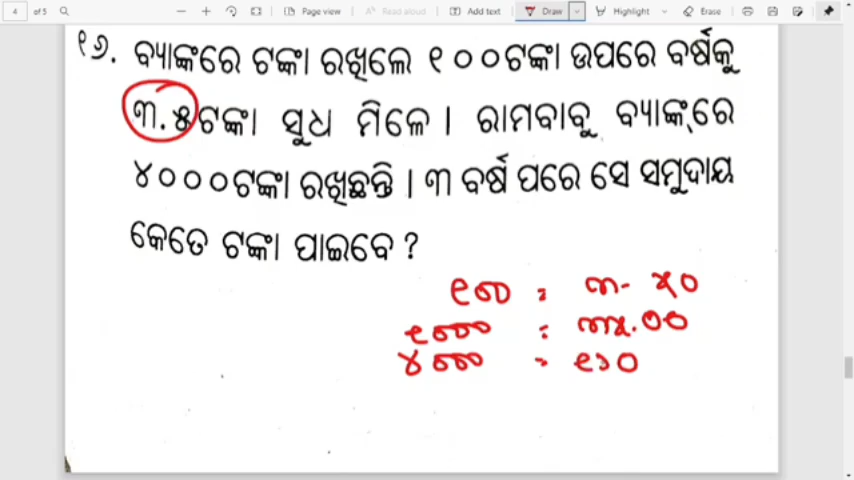 4 of 5 Page view Read aloud Add text Draw Highlight Erase
୧୬. ବ୍ୟାଙ୍କରେ ଟଙ୍କା ରଖିଲେ ୧୦୦ଟଙ୍କା ଉପରେ ବର୍ଷକୁ
୩.୫ଟଙ୍କା ସୁଧ ମିଳେ । ରାମବାବୁ ବ୍ୟାଙ୍କ୍‌ରେ
୪୦୦୦ଟଙ୍କା ରଖିଛନ୍ତି । ୩ ବର୍ଷ ପରେ ସେ ସମୁଦାୟ
କେତେ ଟଙ୍କା ପାଇବେ ?
୧୦୦ : ୩.୫୦
୧୦୦୦ : ୩୫.୦୦
୪୦୦୦